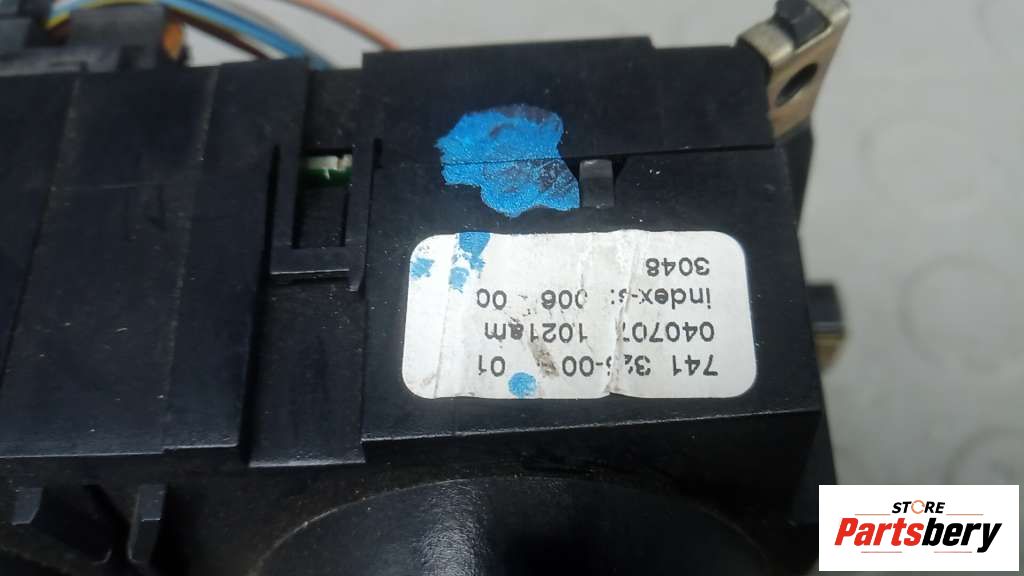 741 01
040707 1021am
index-s: 006 00
3048
STORE
Partsbery